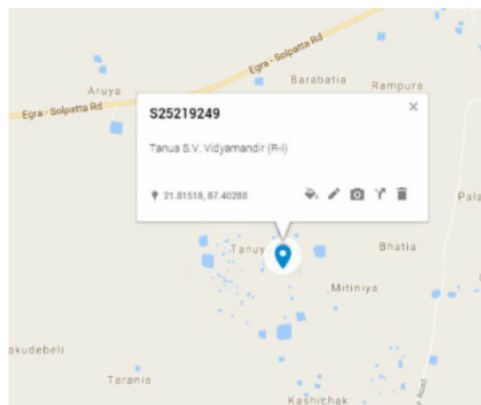 Egra - Solpatta Rd
Aruya
Barabatia
Rampura
Egra - Solpatta Rd
S25219249
×
Tanua S.V. Vidyamandir (R-I)
21.81518, 87.40288
Pala
Tanuy
Bhatia
Mitiniya
akudebeli
Tarania
Kashichak
Road